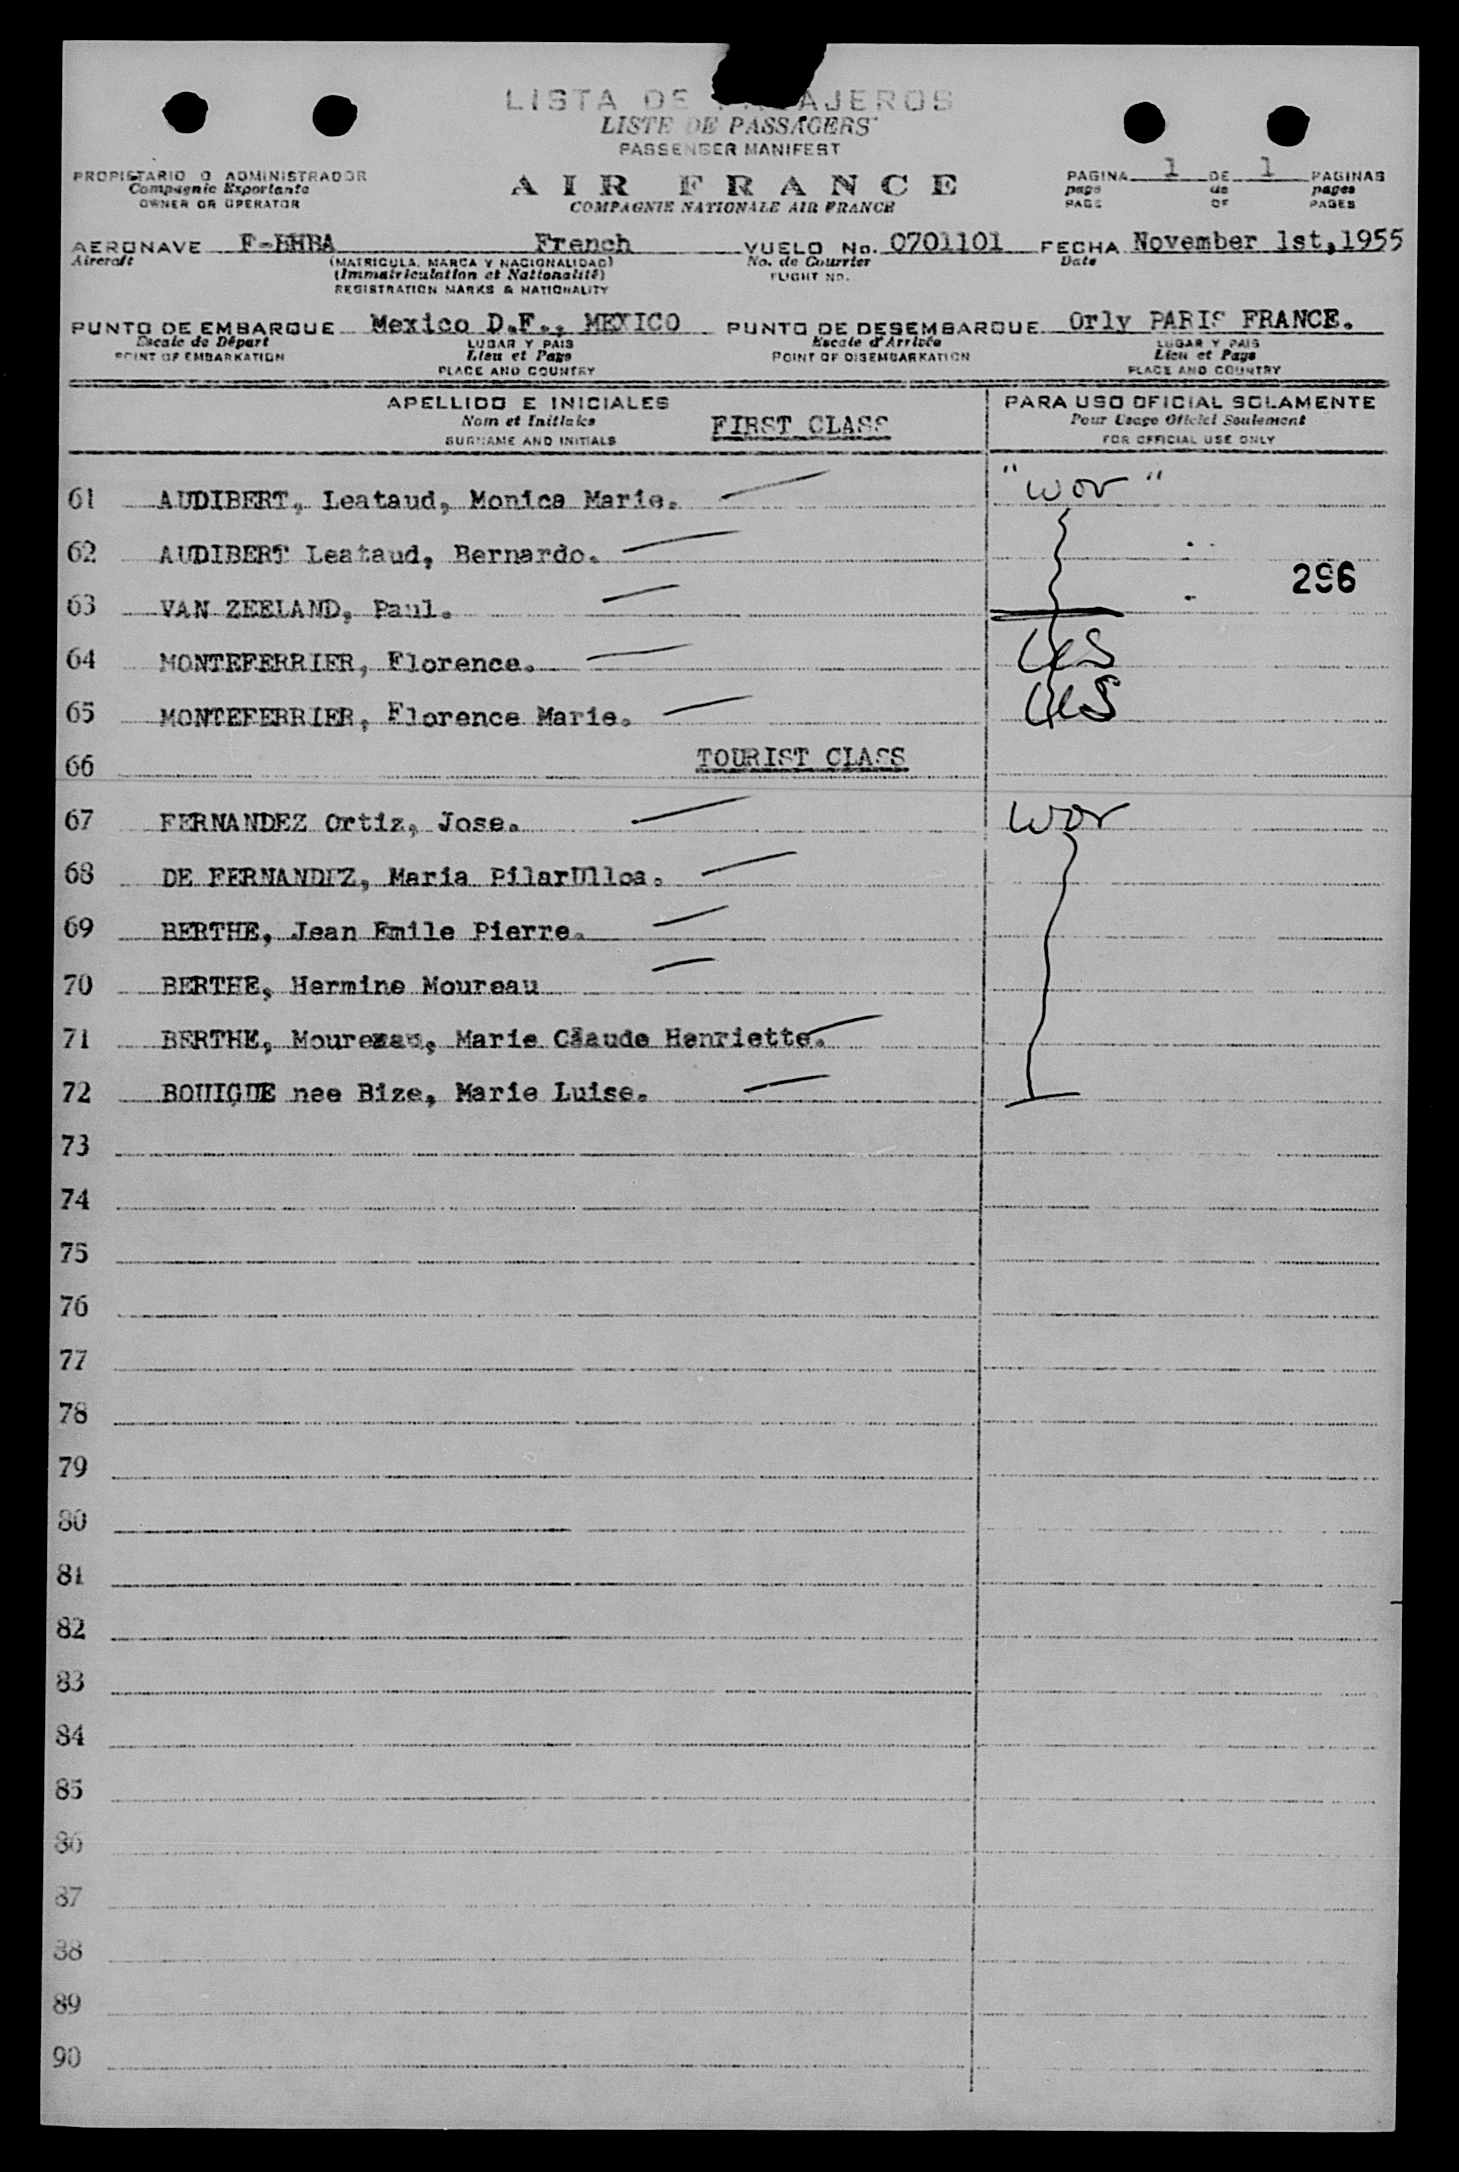 LISTA DE PASAJEROS
LISTE DE PASSAGERS
PASSENGER MANIFEST
PROPIETARIO O ADMINISTRADOR
Compagnie Exportante
OWNER OR OPERATOR
AIR FRANCE
COMPAGNIE NATIONALE AIR FRANCE
PAGINA 1 DE 1 PAGINAS
page de pages
PAGE OF PAGES
AERONAVE F-BHBA French VUELO No. 0701101 FECHA November 1st,1955
Aircraft (MATRICULA, MARCA Y NACIONALIDAD) No. de Courrier Date
(Immatriculation et Nationalité) FLIGHT NO.
REGISTRATION MARKS & NATIONALITY
PUNTO DE EMBARQUE Mexico D.F., MEXICO PUNTO DE DESEMBARQUE Orly PARIS FRANCE.
Escale de Départ LUGAR Y PAIS Escale d'Arrivée LUGAR Y PAIS
POINT OF EMBARKATION Lieu et Pays POINT OF DISEMBARKATION Lieu et Pays
PLACE AND COUNTRY PLACE AND COUNTRY
APELLIDO E INICIALES PARA USO OFICIAL SOLAMENTE
Nom et Initiales FIRST CLASS Pour Usage Officiel Seulement
SURNAME AND INITIALS FOR OFFICIAL USE ONLY
61 AUDIBERT, Leataud, Monica Marie. "wor"
62 AUDIBERT Leataud, Bernardo.
296
63 VAN ZEELAND, Paul.
64 MONTEFERRIER, Florence.
65 MONTEFERRIER, Florence Marie.
66 TOURIST CLASS
67 FERNANDEZ Ortiz, Jose. wor
68 DE FERNANDEZ, Maria PilarUlloa.
69 BERTHE, Jean Emile Pierre.
70 BERTHE, Hermine Moureau
71 BERTHE, Marie Claude Henriette.
72 BOUIGUE nee Bize, Marie Luise.
73
74
75
76
77
78
79
80
81
82
83
84
85
86
87
88
89
90